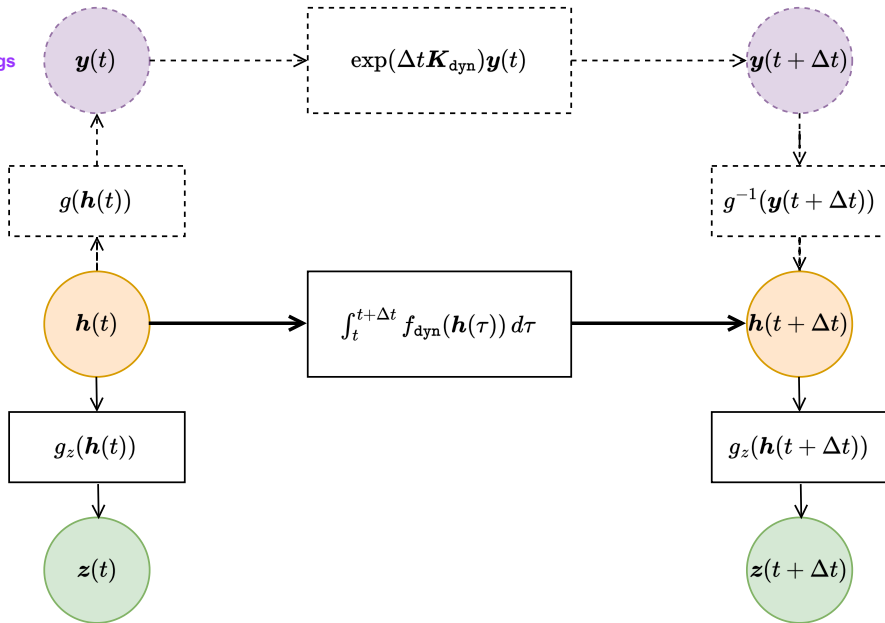 gs
𝒚(t)
exp(Δt𝑲_dyn)𝒚(t)
𝒚(t + Δt)
g(𝒉(t))
g⁻¹(𝒚(t + Δt))
𝒉(t)
∫_t^{t+Δt} f_dyn(𝒉(τ)) dτ
𝒉(t + Δt)
g_z(𝒉(t))
g_z(𝒉(t + Δt))
𝒛(t)
𝒛(t + Δt)